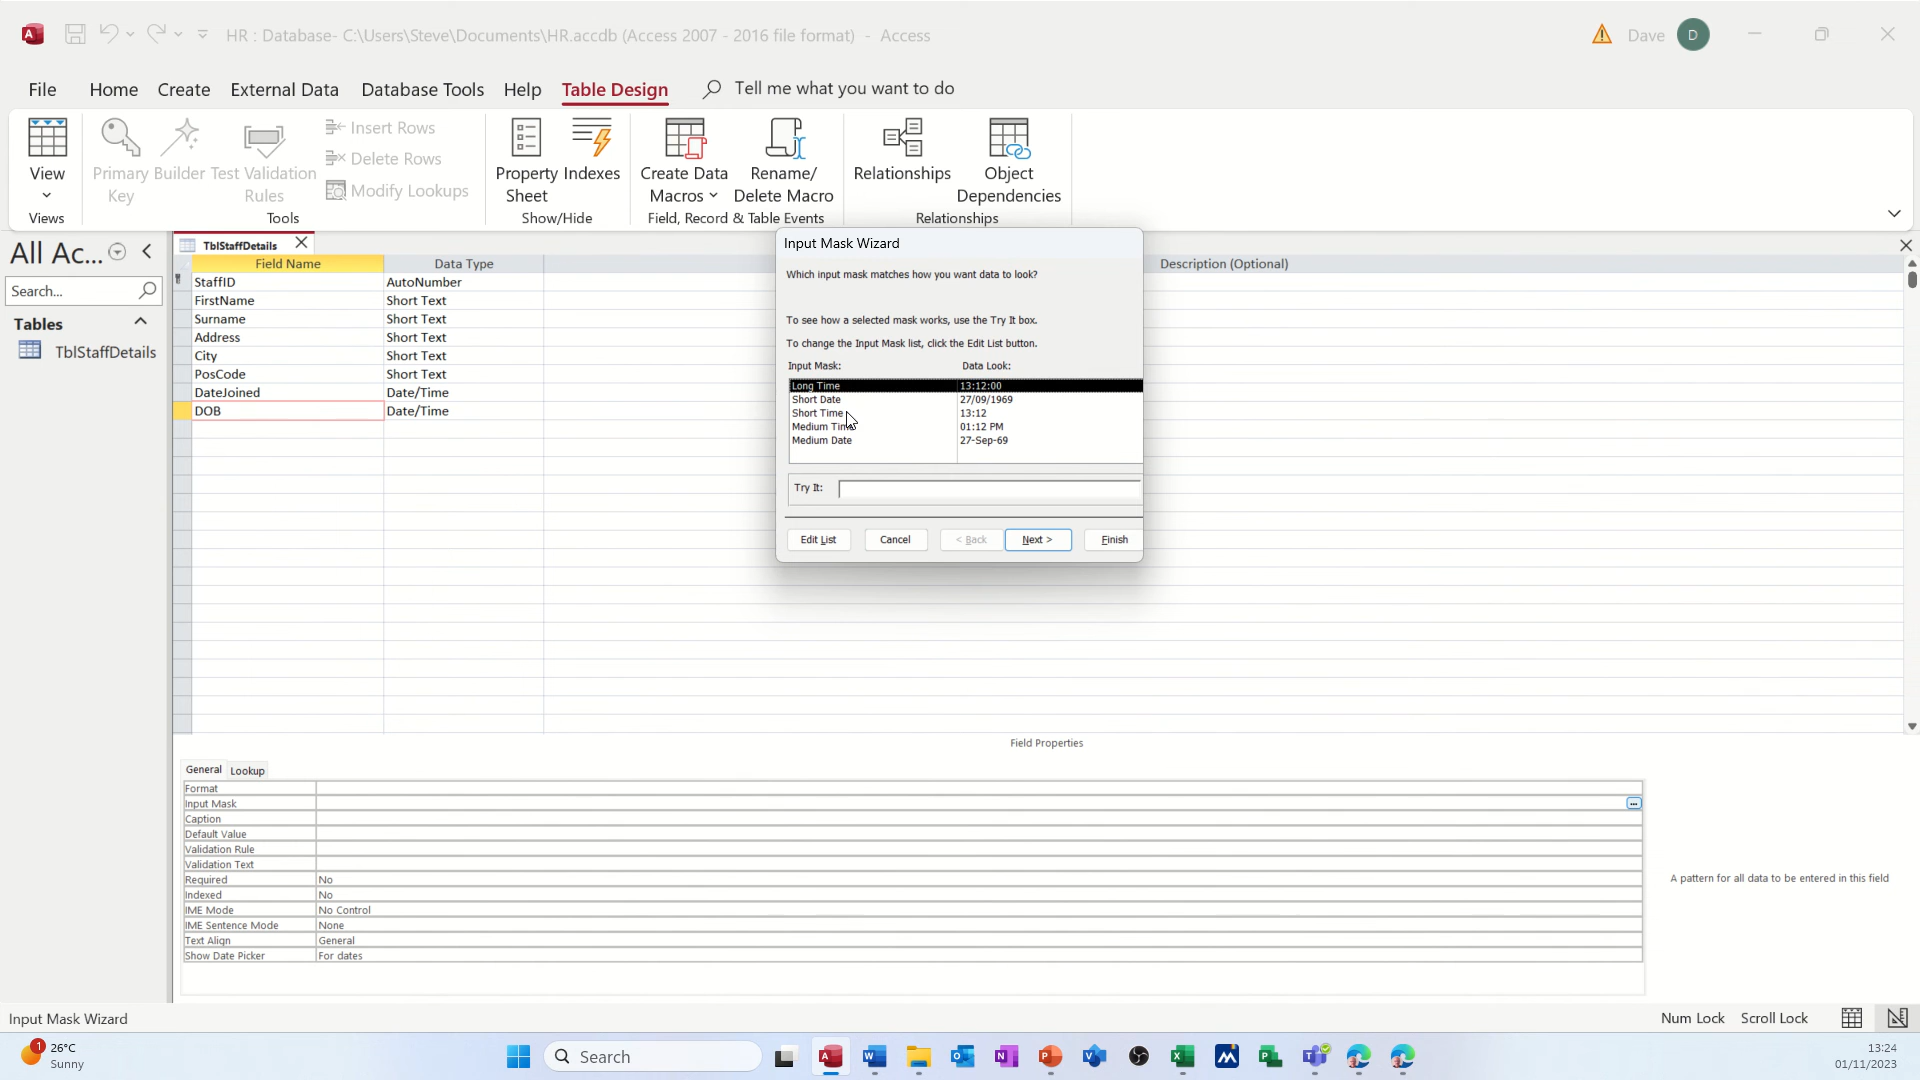 A
HR : Database- C:\Users\Steve\Documents\HR.accdb (Access 2007 - 2016 file format) - Access
Dave
D
File
Home
Create
External Data
Database Tools
Help
Table Design
Tell me what you want to do
View
Views
Primary Key
Builder
Test Validation Rules
Insert Rows
Delete Rows
Modify Lookups
Tools
Property Sheet
Indexes
Show/Hide
Create Data Macros
Rename/ Delete Macro
Field, Record & Table Events
Relationships
Object Dependencies
Relationships
All Ac...
Search...
Tables
TblStaffDetails
TblStaffDetails
Field Name Data Type Description (Optional)
StaffID AutoNumber
FirstName Short Text
Surname Short Text
Address Short Text
City Short Text
PosCode Short Text
DateJoined Date/Time
DOB Date/Time
Input Mask Wizard
Which input mask matches how you want data to look?
To see how a selected mask works, use the Try It box.
To change the Input Mask list, click the Edit List button.
Input Mask: Data Look:
Long Time 13:12:00
Short Date 27/09/1969
Short Time 13:12
Medium Time 01:12 PM
Medium Date 27-Sep-69
Try It:
Edit List
Cancel
< Back
Next >
Finish
Field Properties
General
Lookup
Format
Input Mask
Caption
Default Value
Validation Rule
Validation Text
Required No
Indexed No
IME Mode No Control
IME Sentence Mode None
Text Align General
Show Date Picker For dates
A pattern for all data to be entered in this field
Input Mask Wizard
Num Lock
Scroll Lock
1
26°C
Sunny
Search
13:24
01/11/2023